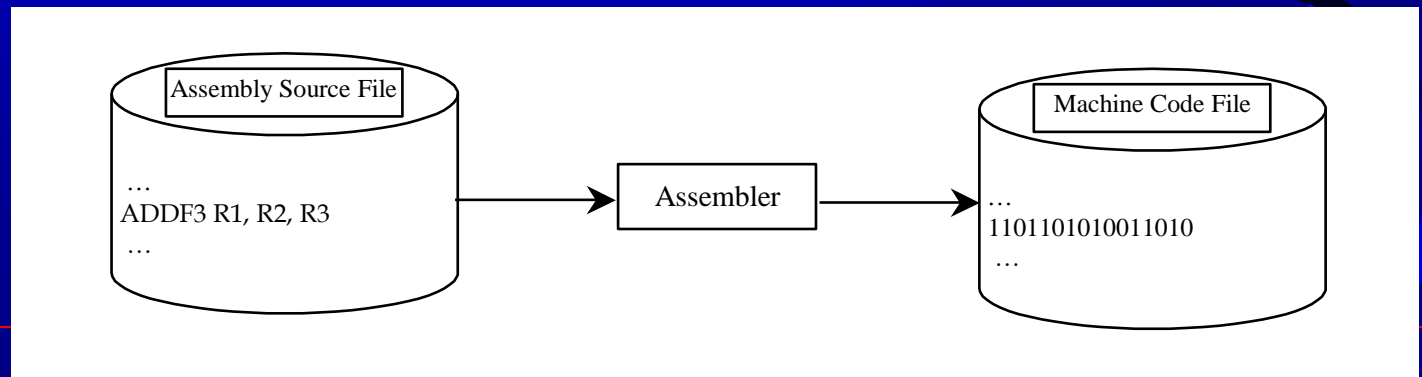 Assembly Source File
…
ADDF3 R1, R2, R3
…
Assembler
Machine Code File
…
1101101010011010
…